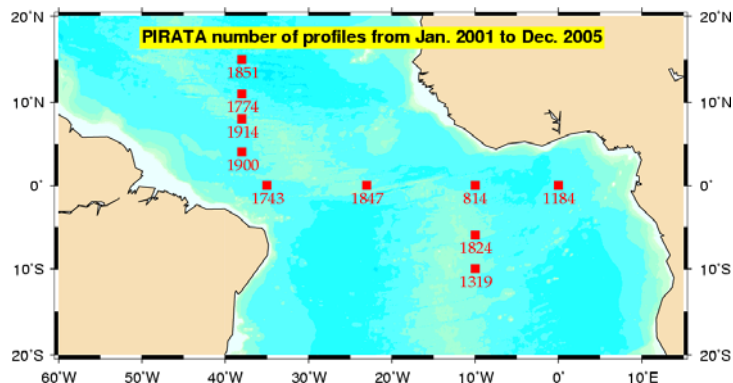 20°N
20°N
PIRATA number of profiles from Jan. 2001 to Dec. 2005
1851
1774
10°N
10°N
1914
1900
0°
0°
1743 1847 814 1184
1824
10°S
10°S
1319
20°S
20°S
60°W 50°W 40°W 30°W 20°W 10°W 0° 10°E